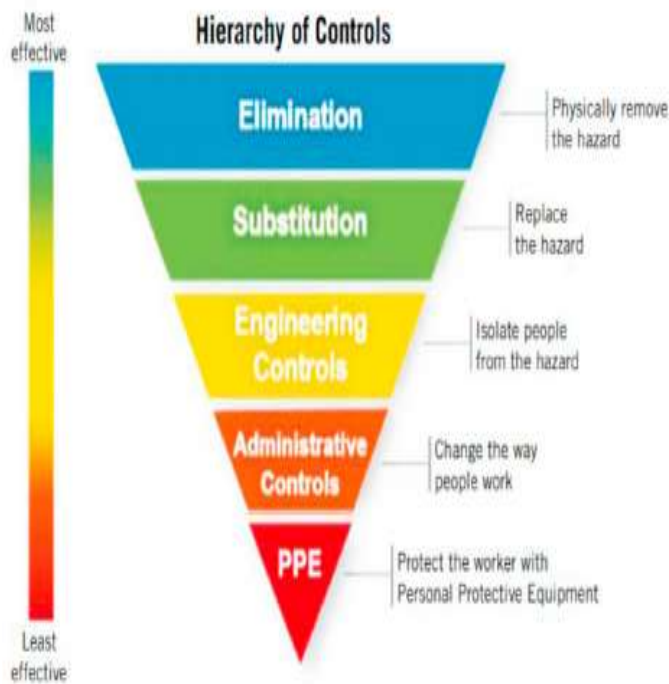 Most
effective
Hierarchy of Controls
Elimination
Physically remove
the hazard
Substitution
Replace
the hazard
Engineering
Controls
Isolate people
from the hazard
Administrative
Controls
Change the way
people work
PPE
Protect the worker with
Personal Protective Equipment
Least
effective